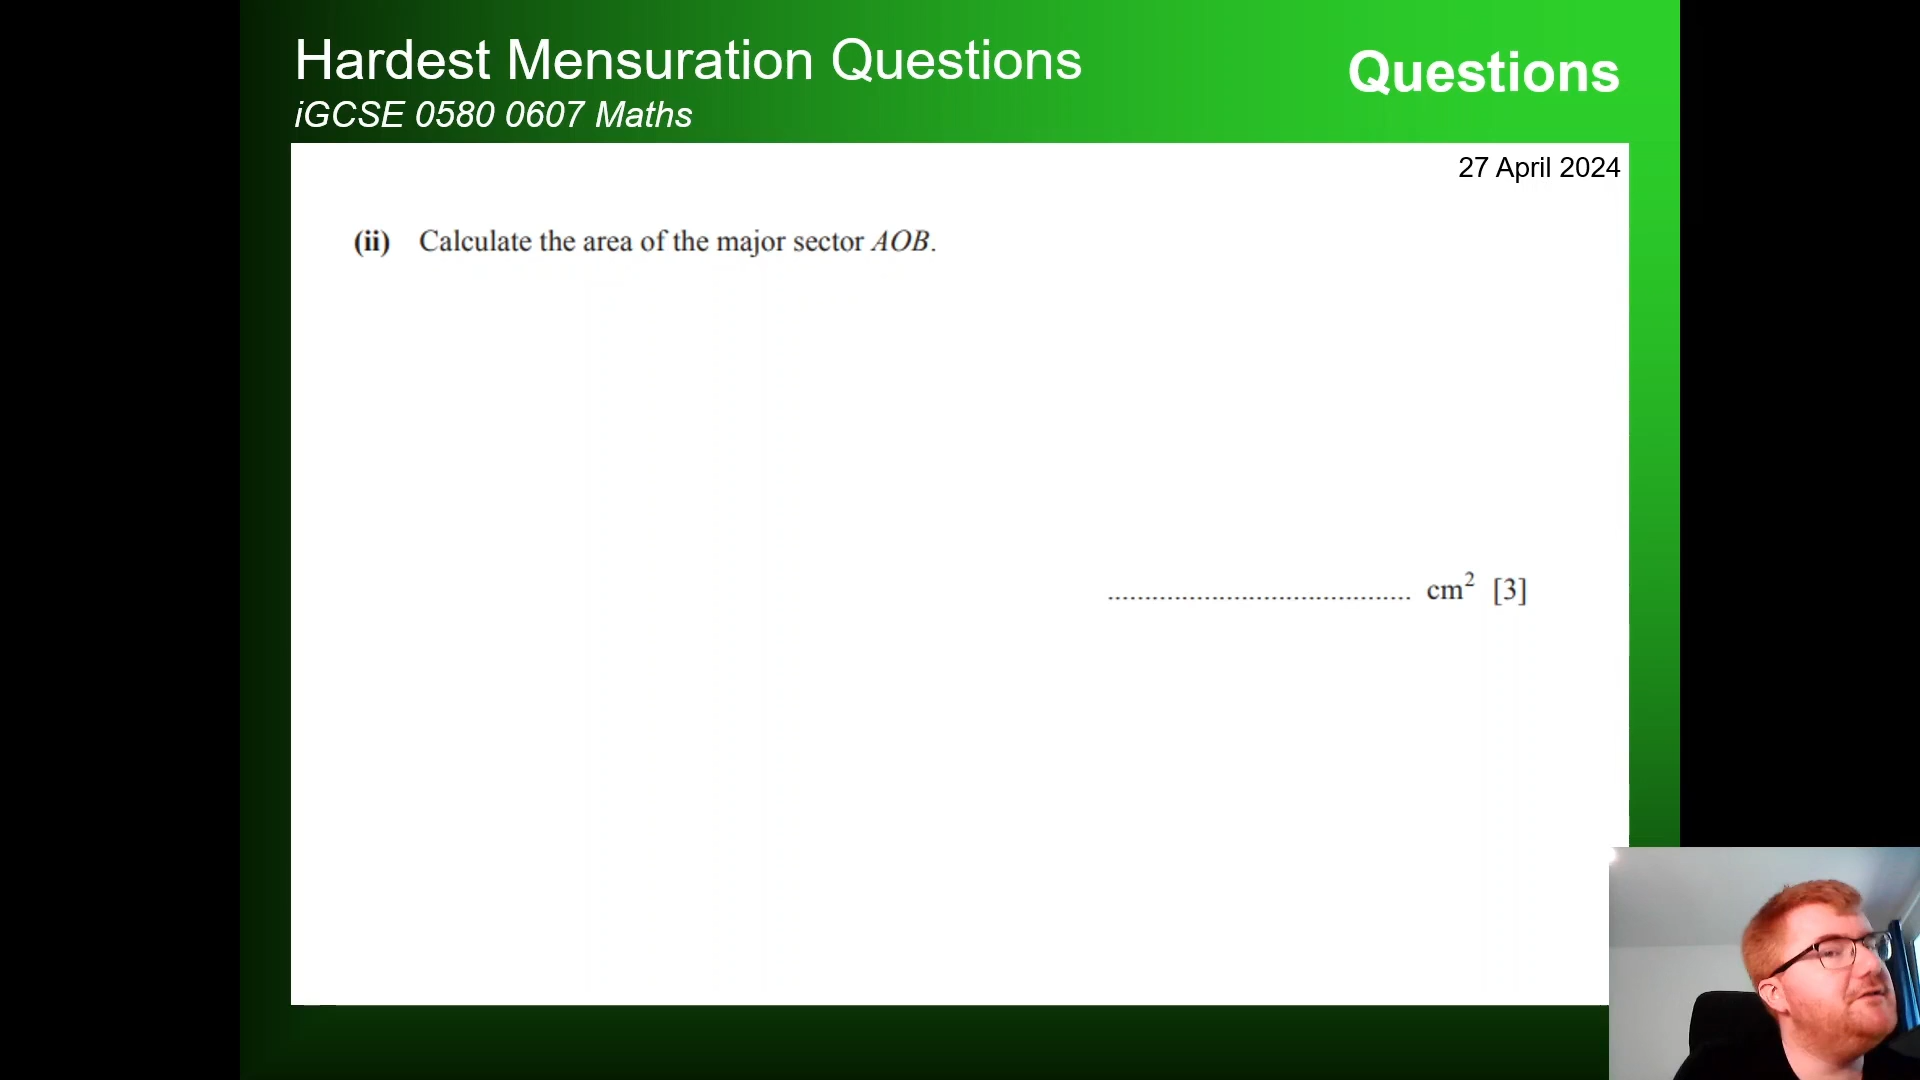 Hardest Mensuration Questions
iGCSE 0580 0607 Maths
Questions
27 April 2024
(ii) Calculate the area of the major sector AOB.
........................................ cm² [3]